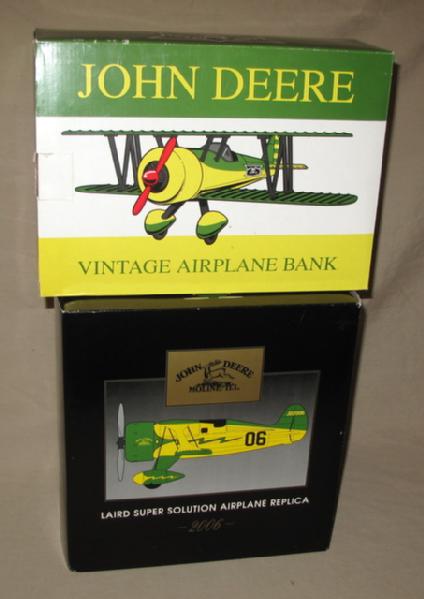 JOHN DEERE
VINTAGE AIRPLANE BANK
JOHN DEERE
MOLINE, ILL.
06
LAIRD SUPER SOLUTION AIRPLANE REPLICA
-2006-